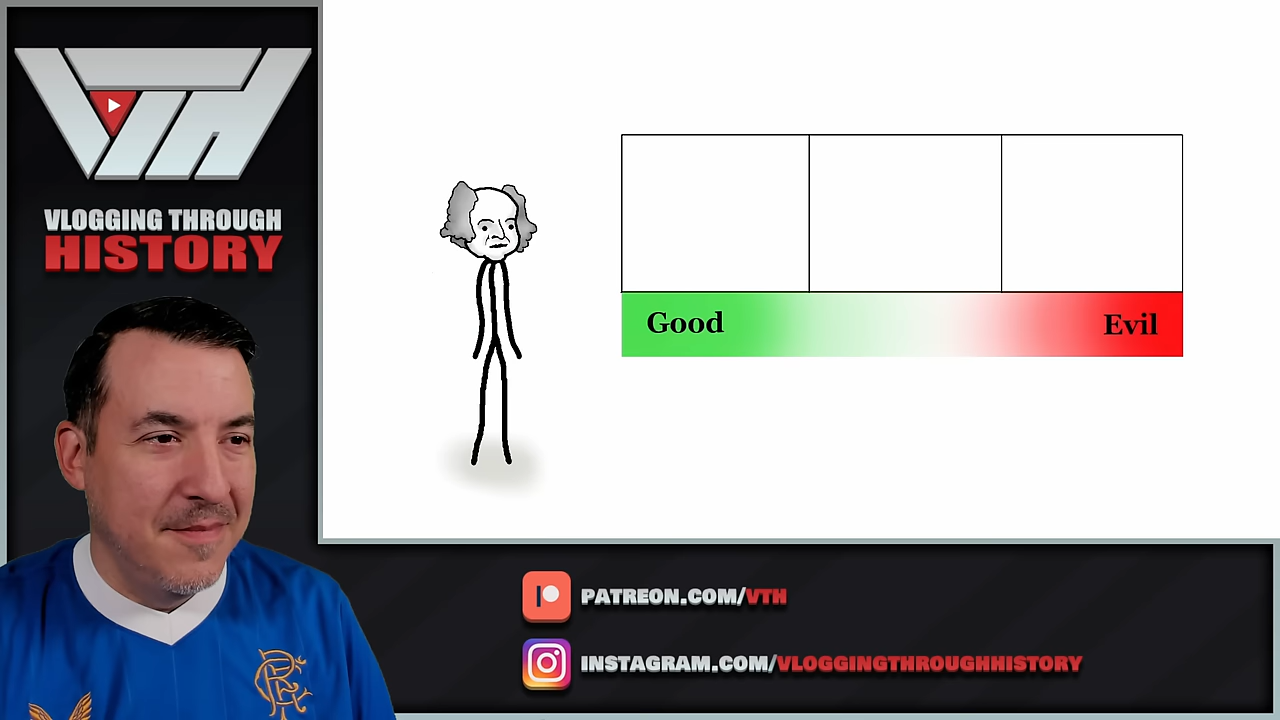 VTH
VLOGGING THROUGH
HISTORY
Good
Evil
PATREON.COM/VTH
INSTAGRAM.COM/VLOGGINGTHROUGHHISTORY